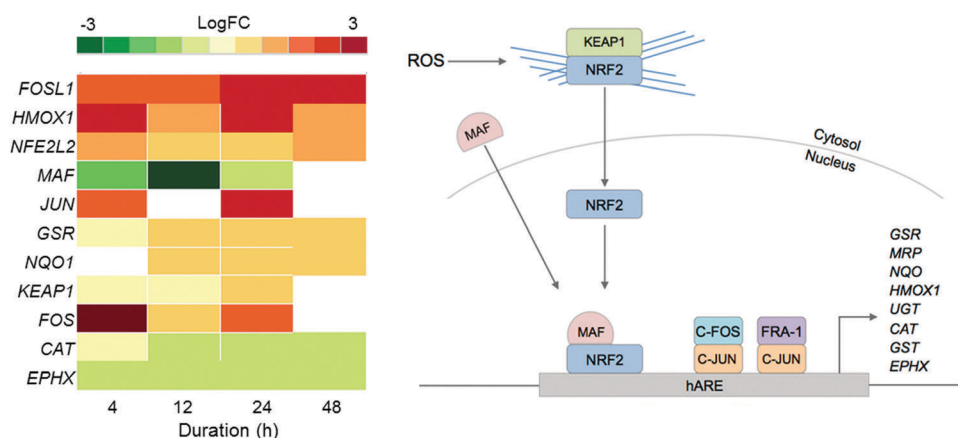 LogFC
-3 3
FOSL1
HMOX1
NFE2L2
MAF
JUN
GSR
NQO1
KEAP1
FOS
CAT
EPHX
4 12 24 48
Duration (h)
ROS
KEAP1
NRF2
MAF
Cytosol
Nucleus
NRF2
MAF
NRF2
C-FOS
C-JUN
FRA-1
C-JUN
hARE
GSR
MRP
NQO
HMOX1
UGT
CAT
GST
EPHX